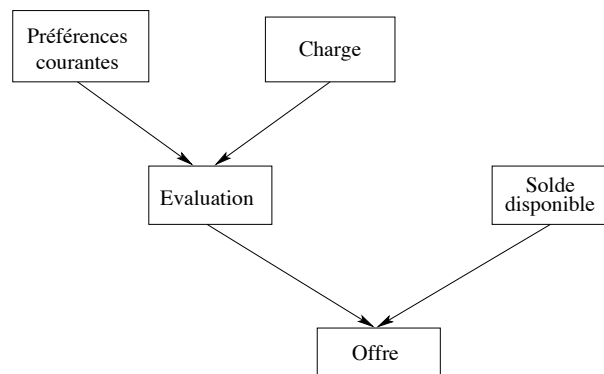 Préférences
courantes
Charge
Evaluation
Solde
disponible
Offre